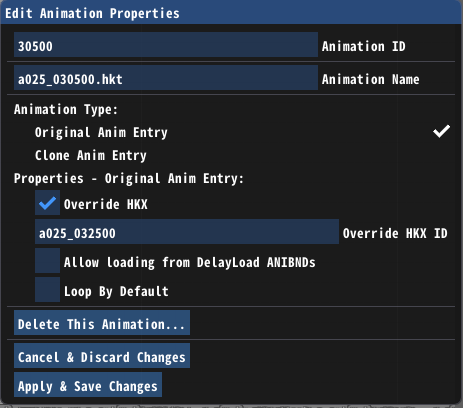 Edit Animation Properties
30500 Animation ID
a025_030500.hkt Animation Name
Animation Type:
Original Anim Entry
Clone Anim Entry
Properties - Original Anim Entry:
Override HKX
a025_032500 Override HKX ID
Allow loading from DelayLoad ANIBNDs
Loop By Default
Delete This Animation...
Cancel & Discard Changes
Apply & Save Changes